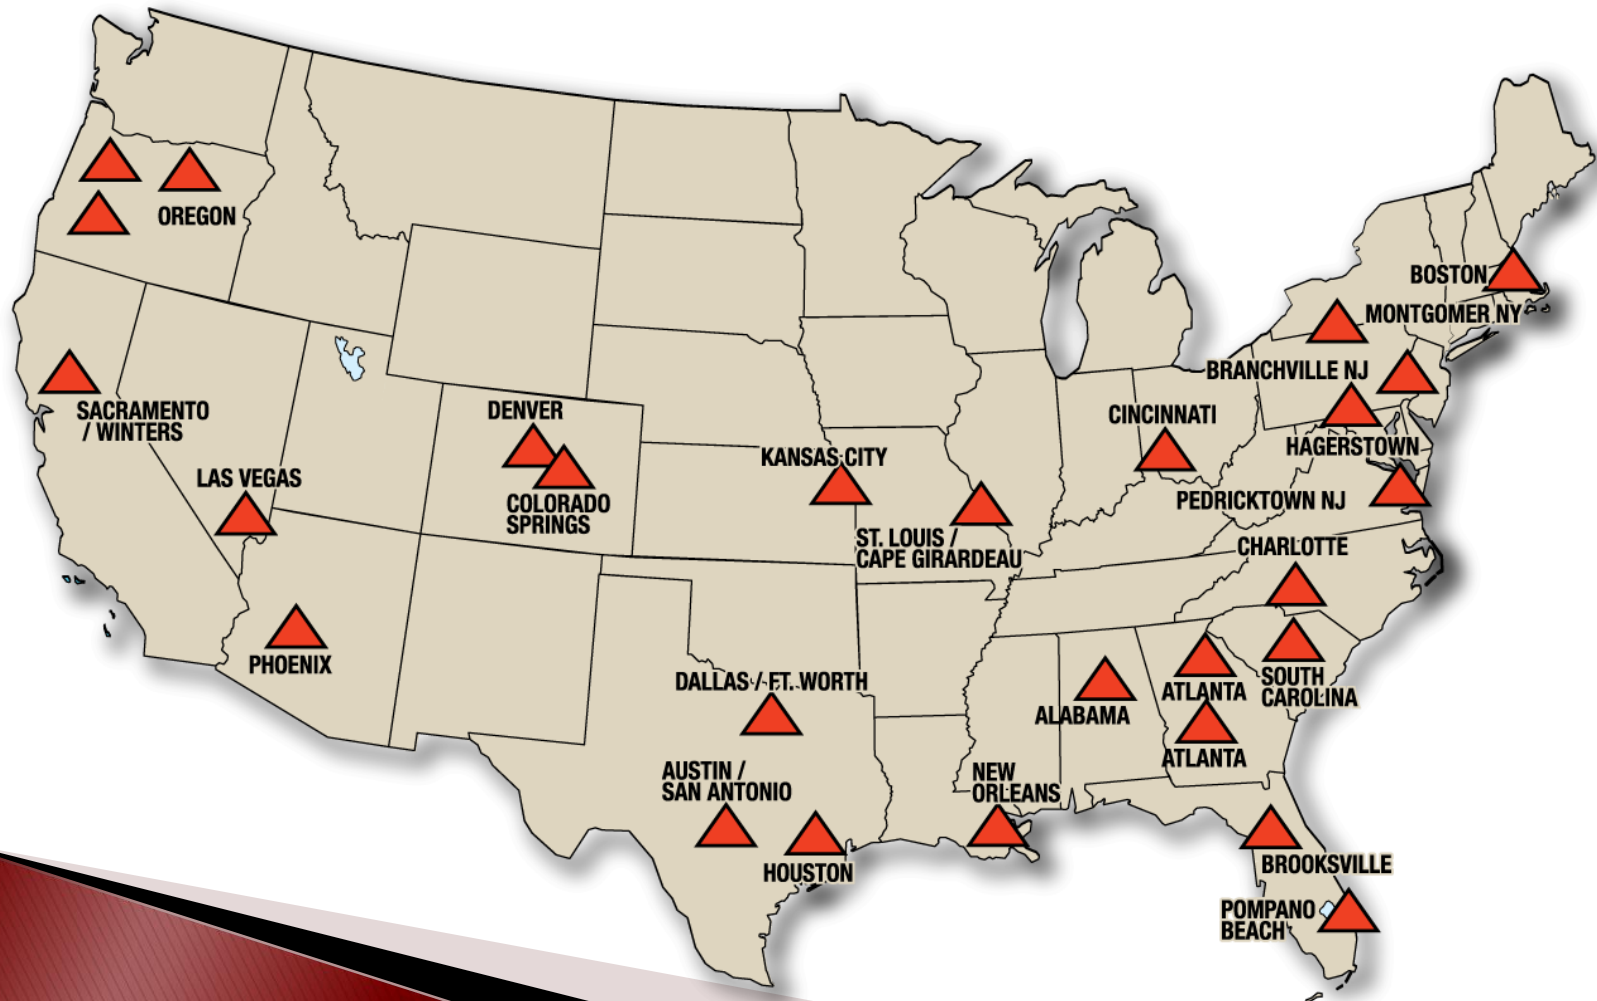 OREGON
BOSTON
MONTGOMER NY
BRANCHVILLE NJ
SACRAMENTO
/ WINTERS
DENVER
CINCINNATI
HAGERSTOWN
KANSAS CITY
LAS VEGAS
COLORADO
SPRINGS
PEDRICKTOWN NJ
ST. LOUIS /
CAPE GIRARDEAU
CHARLOTTE
PHOENIX
DALLAS / FT. WORTH
ATLANTA
SOUTH
CAROLINA
ALABAMA
ATLANTA
AUSTIN /
SAN ANTONIO
NEW
ORLEANS
HOUSTON
BROOKSVILLE
POMPANO
BEACH